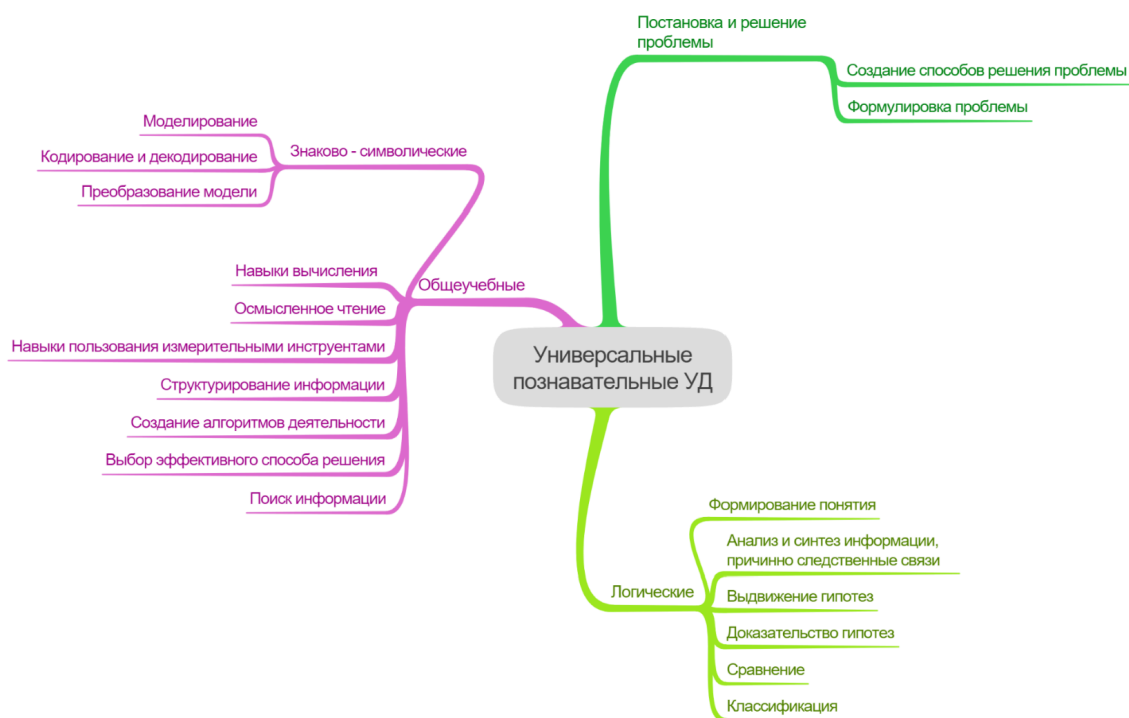 Постановка и решение
проблемы
Создание способов решения проблемы
Формулировка проблемы
Моделирование
Кодирование и декодирование
Преобразование модели
Знаково - символические
Навыки вычисления
Общеучебные
Осмысленное чтение
Навыки пользования измерительными инструентами
Структурирование информации
Создание алгоритмов деятельности
Выбор эффективного способа решения
Поиск информации
Универсальные
познавательные УД
Логические
Формирование понятия
Анализ и синтез информации,
причинно следственные связи
Выдвижение гипотез
Доказательство гипотез
Сравнение
Классификация